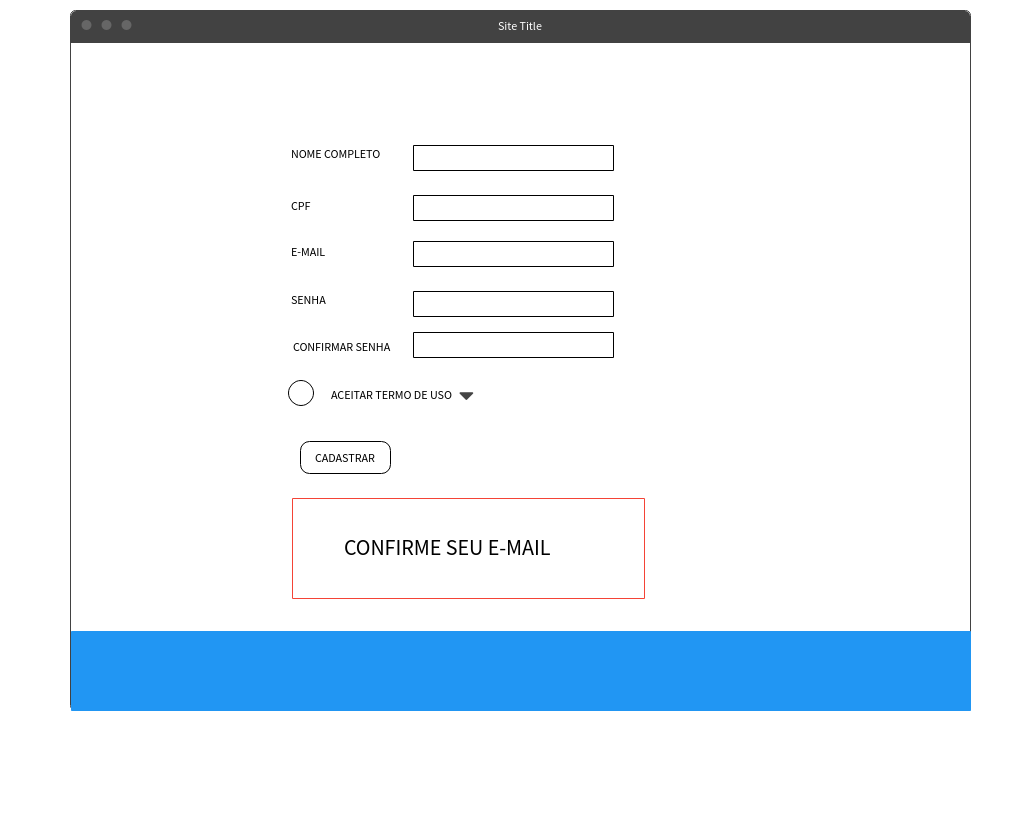 Site Title
NOME COMPLETO
CPF
E-MAIL
SENHA
CONFIRMAR SENHA
ACEITAR TERMO DE USO
CADASTRAR
CONFIRME SEU E-MAIL